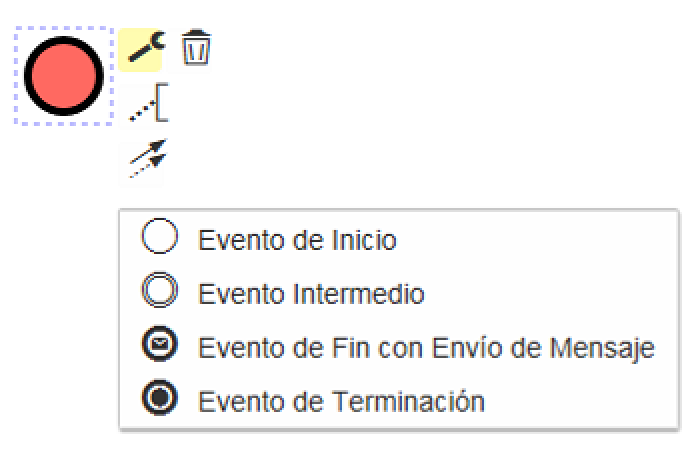 Evento de Inicio
Evento Intermedio
Evento de Fin con Envío de Mensaje
Evento de Terminación